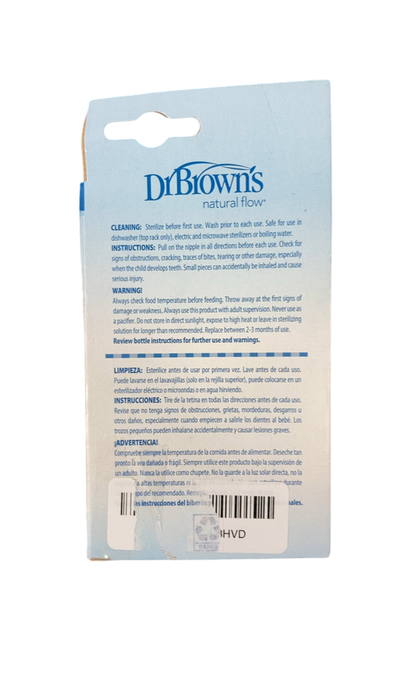 Dr Brown's
natural flow®
CLEANING: Sterilize before first use. Wash prior to each use. Safe for use in
dishwasher (top rack only), electric and microwave sterilizers or boiling water.
INSTRUCTIONS: Pull on the nipple in all directions before each use. Check for
signs of obstructions, cracking, traces of bites, tearing or other damage, especially
when the child develops teeth. Small pieces can accidentally be inhaled and cause
serious injury.
WARNING!
Always check food temperature before feeding. Throw away at the first signs of
damage or weakness. Always use this product with adult supervision. Never use as
a pacifier. Do not store in direct sunlight, expose to high heat or leave in sterilizing
solution for longer than recommended. Replace between 2-3 months of use.
Review bottle instructions for further use and warnings.
LIMPIEZA: Esterilice antes de usar por primera vez. Lave antes de cada uso.
Puede lavarse en el lavavajillas (solo en la rejilla superior), puede colocarse en un
esterilizador eléctrico o microondas o en agua hirviendo.
INSTRUCCIONES: Tire de la tetina en todas las direcciones antes de cada uso.
Revise que no tenga signos de obstrucciones, grietas, mordeduras, desgarros u
otros daños, especialmente cuando empiecen a salirle los dientes al bebé. Los
trozos pequeños pueden inhalarse accidentalmente y causar lesiones graves.
¡ADVERTENCIA!
Compruebe siempre la temperatura de la comida antes de alimentar. Deseche tan
pronto la vea dañada o frágil. Siempre utilice este producto bajo la supervisión de
un adulto. Nunca la utilice como chupete. No la guarde a la luz solar directa, no la
a altas temperaturas ni durante
del recomendado.
instrucciones del
HVD